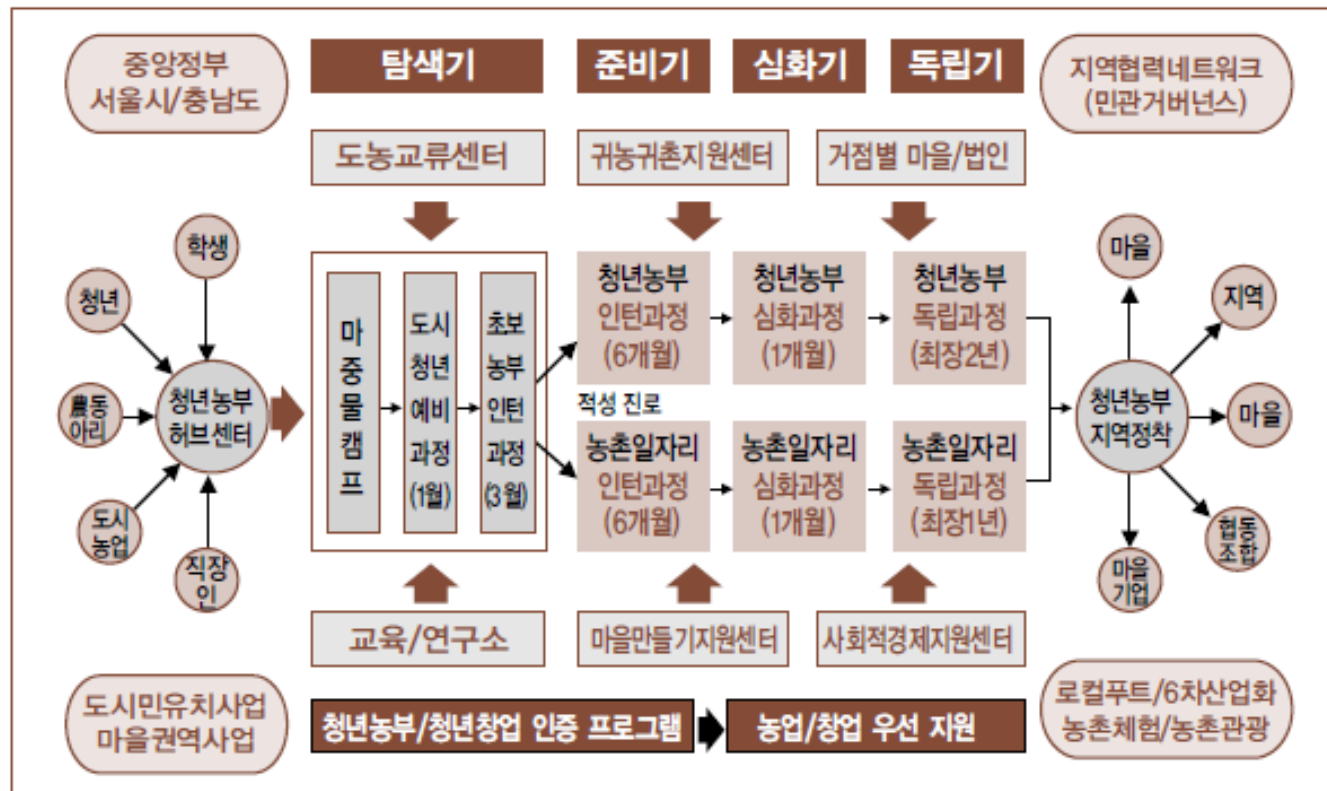 중앙정부
서울시/충남도
탐색기
준비기
심화기
독립기
지역협력네트워크
(민관거버넌스)
도농교류센터
귀농귀촌지원센터
거점별 마을/법인
학생
청년
農동
아리
도시
농업
직장
인
청년농부
허브센터
마중물캠프
도시
청년
예비
과정
(1월)
초보
농부
인턴
과정
(3월)
청년농부
인턴과정
(6개월)
청년농부
심화과정
(1개월)
청년농부
독립과정
(최장2년)
적성 진로
농촌일자리
인턴과정
(6개월)
농촌일자리
심화과정
(1개월)
농촌일자리
독립과정
(최장1년)
청년농부
지역정착
마을
지역
마을
협동
조합
마을
기업
교육/연구소
마을만들기지원센터
사회적경제지원센터
도시민유치사업
마을권역사업
청년농부/청년창업 인증 프로그램
농업/창업 우선 지원
로컬푸트/6차산업화
농촌체험/농촌관광